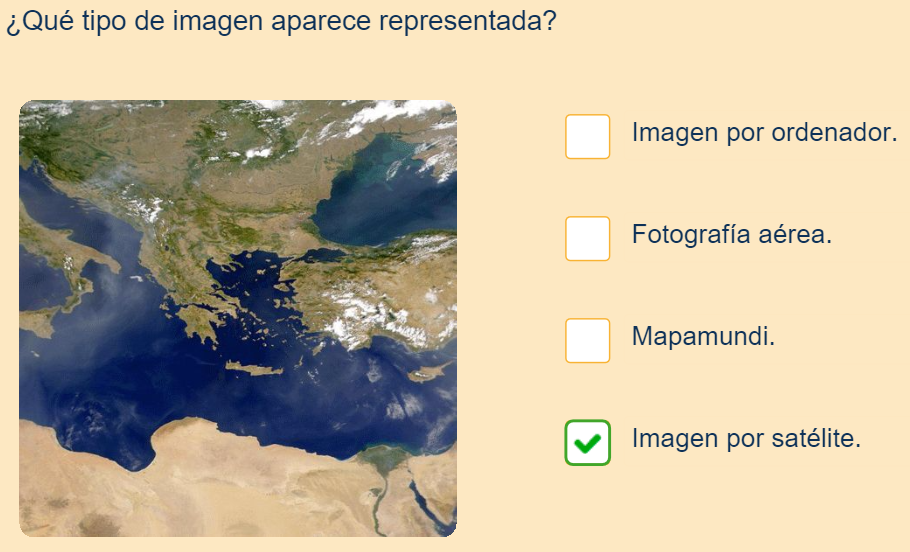 ¿Qué tipo de imagen aparece representada?
Imagen por ordenador.
Fotografía aérea.
Mapamundi.
Imagen por satélite.